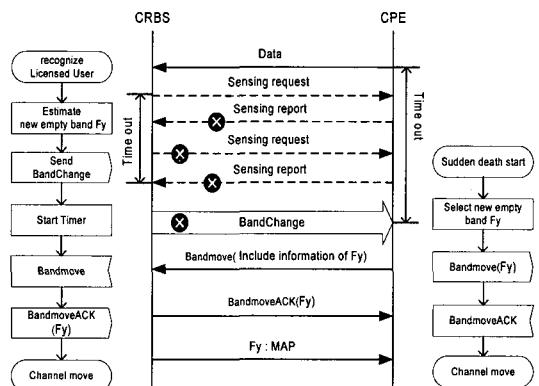 CRBS
CPE
recognize
Licensed User
Estimate
new empty band Fy
Send
BandChange
Start Timer
Bandmove
BandmoveACK
(Fy)
Channel move
Time out
Data
Sensing request
Sensing report
Sensing request
Sensing report
BandChange
Bandmove( Include information of Fy)
BandmoveACK(Fy)
Fy : MAP
Time out
Sudden death start
Select new empty
band Fy
Bandmove(Fy)
BandmoveACK
Channel move